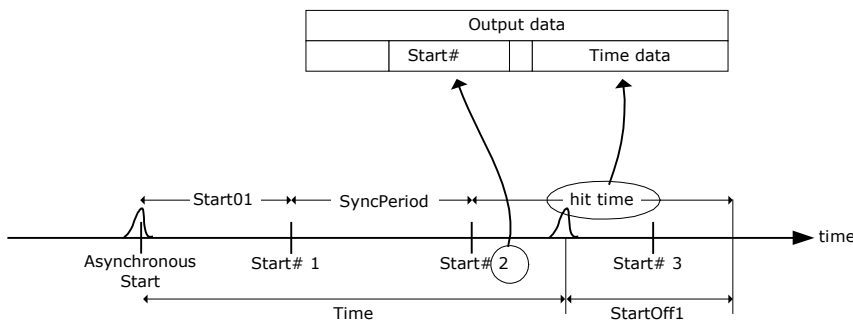 Output data
Start# Time data
Start01 SyncPeriod hit time
time
Asynchronous
Start
Start# 1 Start# 2 Start# 3
Time StartOff1